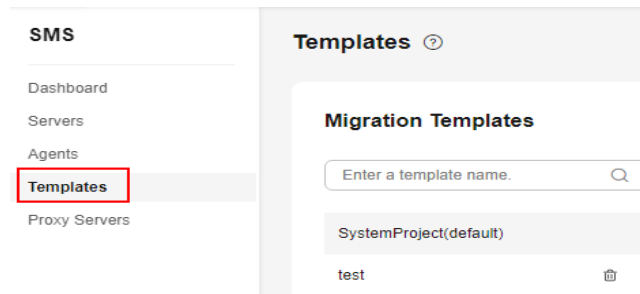 SMS
Dashboard
Servers
Agents
Templates
Proxy Servers
Templates ?
Migration Templates
Enter a template name.
SystemProject(default)
test